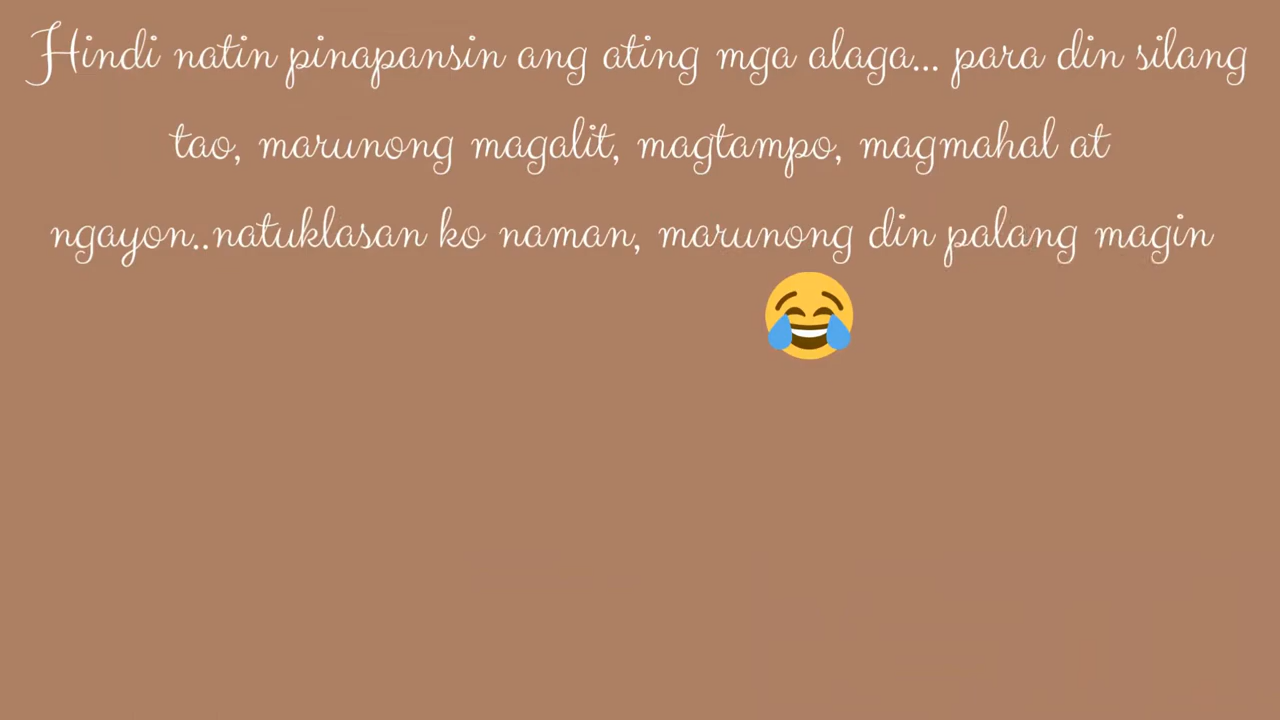 Hindi natin pinapansin ang ating mga alaga... para din silang
tao, marunong magalit, magtampo, magmahal at
ngayon..natuklasan ko naman, marunong din palang magin
😂